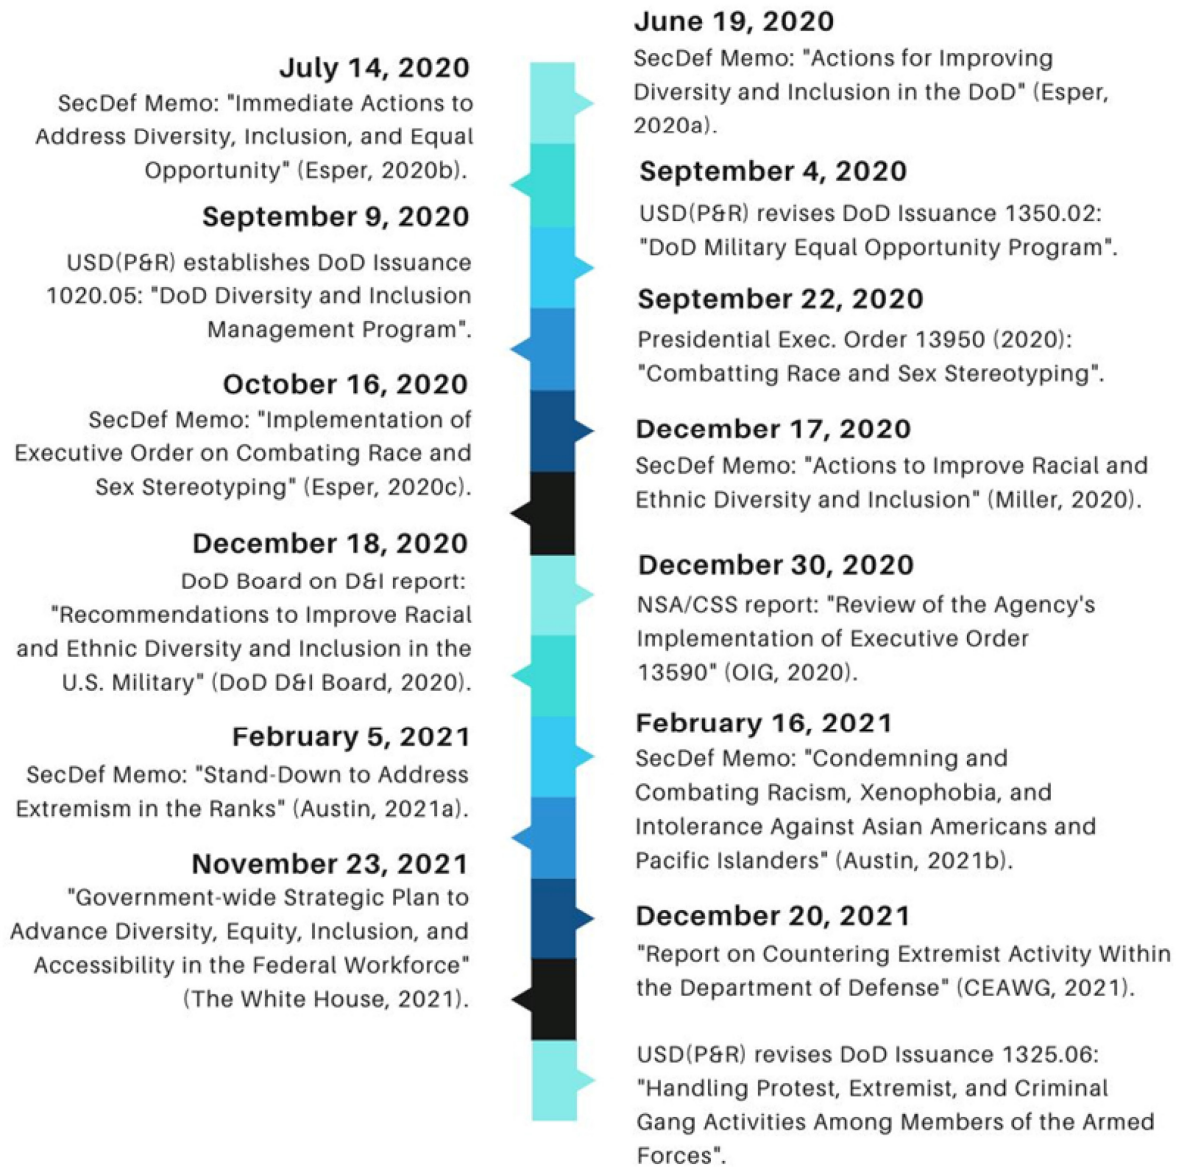 June 19, 2020
SecDef Memo: "Actions for Improving
Diversity and Inclusion in the DoD" (Esper,
2020a).
July 14, 2020
SecDef Memo: "Immediate Actions to
Address Diversity, Inclusion, and Equal
Opportunity" (Esper, 2020b).
September 4, 2020
USD(P&R) revises DoD Issuance 1350.02:
"DoD Military Equal Opportunity Program".
September 9, 2020
USD(P&R) establishes DoD Issuance
1020.05: "DoD Diversity and Inclusion
Management Program".
September 22, 2020
Presidential Exec. Order 13950 (2020):
"Combatting Race and Sex Stereotyping".
October 16, 2020
SecDef Memo: "Implementation of
Executive Order on Combating Race and
Sex Stereotyping" (Esper, 2020c).
December 17, 2020
SecDef Memo: "Actions to Improve Racial and
Ethnic Diversity and Inclusion" (Miller, 2020).
December 18, 2020
DoD Board on D&I report:
"Recommendations to Improve Racial
and Ethnic Diversity and Inclusion in the
U.S. Military" (DoD D&I Board, 2020).
December 30, 2020
NSA/CSS report: "Review of the Agency's
Implementation of Executive Order
13590" (OIG, 2020).
February 5, 2021
SecDef Memo: "Stand-Down to Address
Extremism in the Ranks" (Austin, 2021a).
February 16, 2021
SecDef Memo: "Condemning and
Combating Racism, Xenophobia, and
Intolerance Against Asian Americans and
Pacific Islanders" (Austin, 2021b).
November 23, 2021
"Government-wide Strategic Plan to
Advance Diversity, Equity, Inclusion, and
Accessibility in the Federal Workforce"
(The White House, 2021).
December 20, 2021
"Report on Countering Extremist Activity Within
the Department of Defense" (CEAWG, 2021).
USD(P&R) revises DoD Issuance 1325.06:
"Handling Protest, Extremist, and Criminal
Gang Activities Among Members of the Armed
Forces".